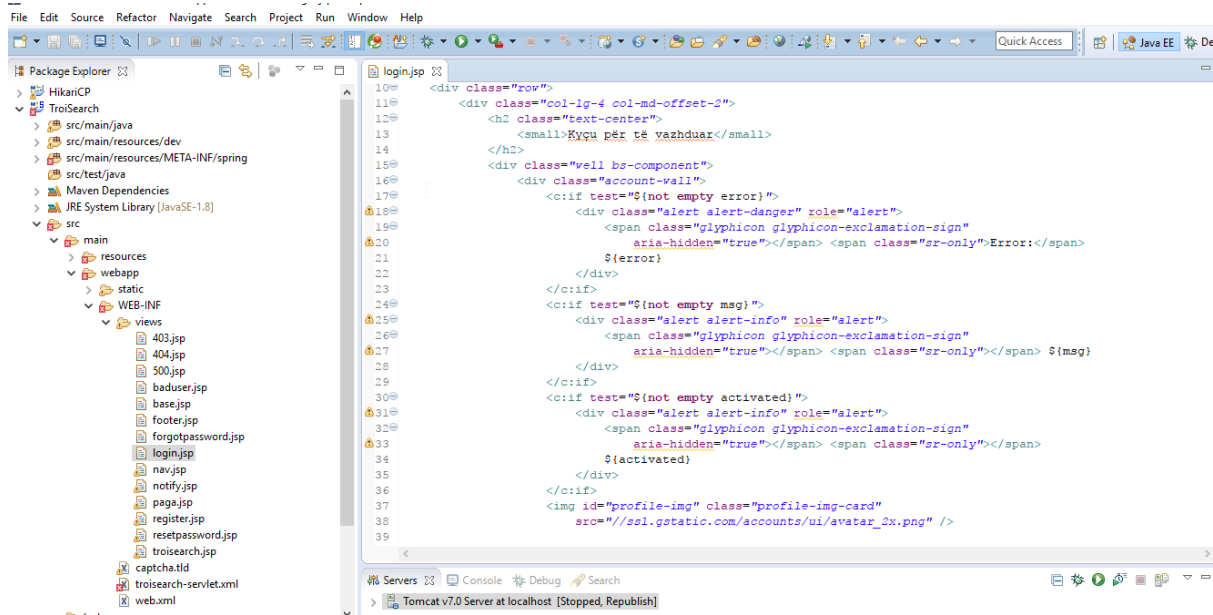 File Edit Source Refactor Navigate Search Project Run Window Help
Quick Access Java EE De
Package Explorer
HikariCP
TroiSearch
src/main/java
src/main/resources/dev
src/main/resources/META-INF/spring
src/test/java
Maven Dependencies
JRE System Library [JavaSE-1.8]
src
main
resources
webapp
static
WEB-INF
views
403.jsp
404.jsp
500.jsp
baduser.jsp
base.jsp
footer.jsp
forgotpassword.jsp
login.jsp
nav.jsp
notify.jsp
paga.jsp
register.jsp
resetpassword.jsp
troisearch.jsp
captcha.tld
troisearch-servlet.xml
web.xml
login.jsp
10 <div class="row">
11 <div class="col-lg-4 col-md-offset-2">
12 <h2 class="text-center">
13 <small>Kyçu për të vazhduar</small>
14 </h2>
15 <div class="well bs-component">
16 <div class="account-wall">
17 <c:if test="${not empty error}">
18 <div class="alert alert-danger" role="alert">
19 <span class="glyphicon glyphicon-exclamation-sign"
20 aria-hidden="true"></span> <span class="sr-only">Error:</span>
21 ${error}
22 </div>
23 </c:if>
24 <c:if test="${not empty msg}">
25 <div class="alert alert-info" role="alert">
26 <span class="glyphicon glyphicon-exclamation-sign"
27 aria-hidden="true"></span> <span class="sr-only"></span> ${msg}
28 </div>
29 </c:if>
30 <c:if test="${not empty activated}">
31 <div class="alert alert-info" role="alert">
32 <span class="glyphicon glyphicon-exclamation-sign"
33 aria-hidden="true"></span> <span class="sr-only"></span>
34 ${activated}
35 </div>
36 </c:if>
37 <img id="profile-img" class="profile-img-card"
38 src="//ssl.gstatic.com/accounts/ui/avatar_2x.png" />
39
Servers Console Debug Search
Tomcat v7.0 Server at localhost [Stopped, Republish]